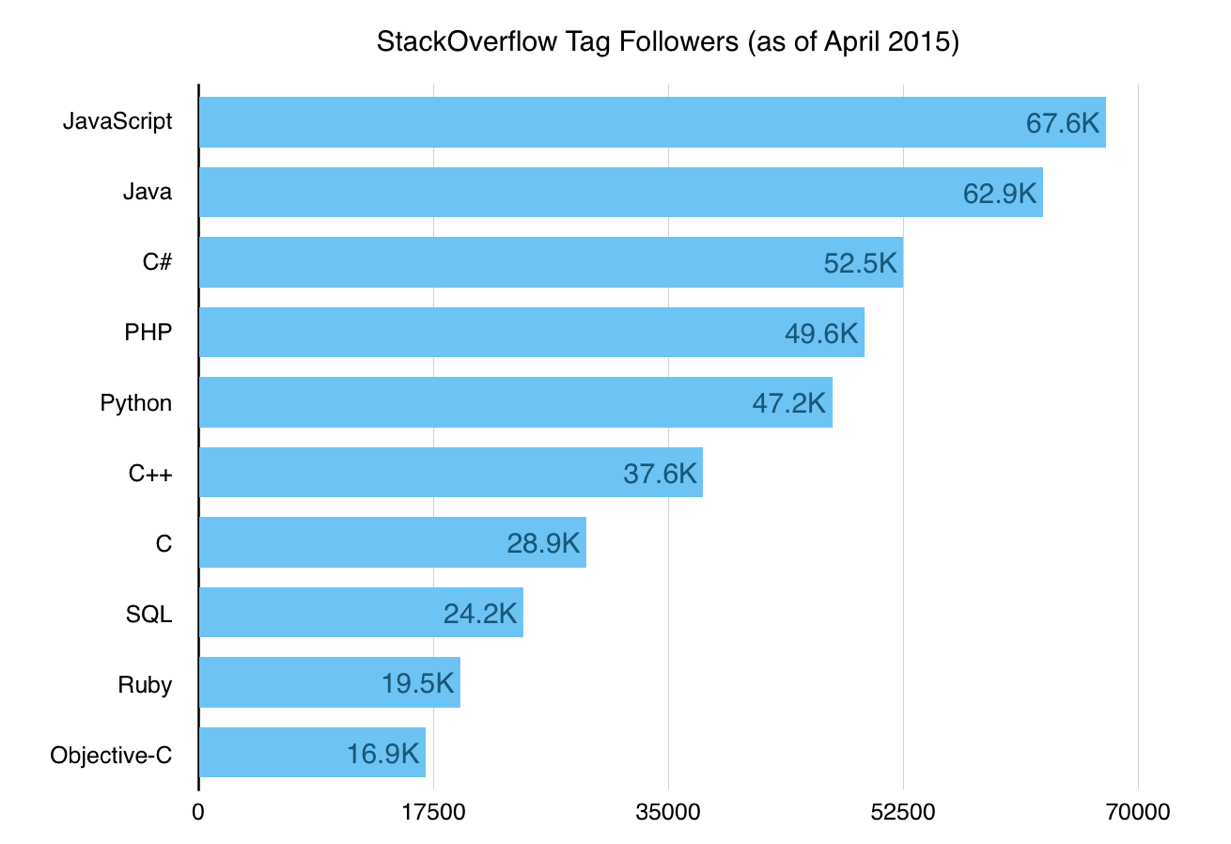 StackOverflow Tag Followers (as of April 2015)
JavaScript 67.6K
Java 62.9K
C# 52.5K
PHP 49.6K
Python 47.2K
C++ 37.6K
C 28.9K
SQL 24.2K
Ruby 19.5K
Objective-C 16.9K
0 17500 35000 52500 70000